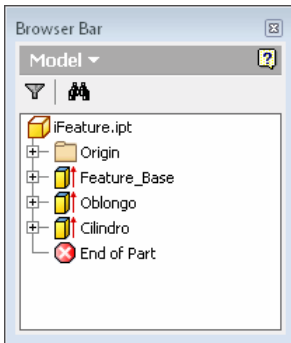 Browser Bar
Model
iFeature.ipt
Origin
Feature_Base
Oblongo
Cilindro
End of Part